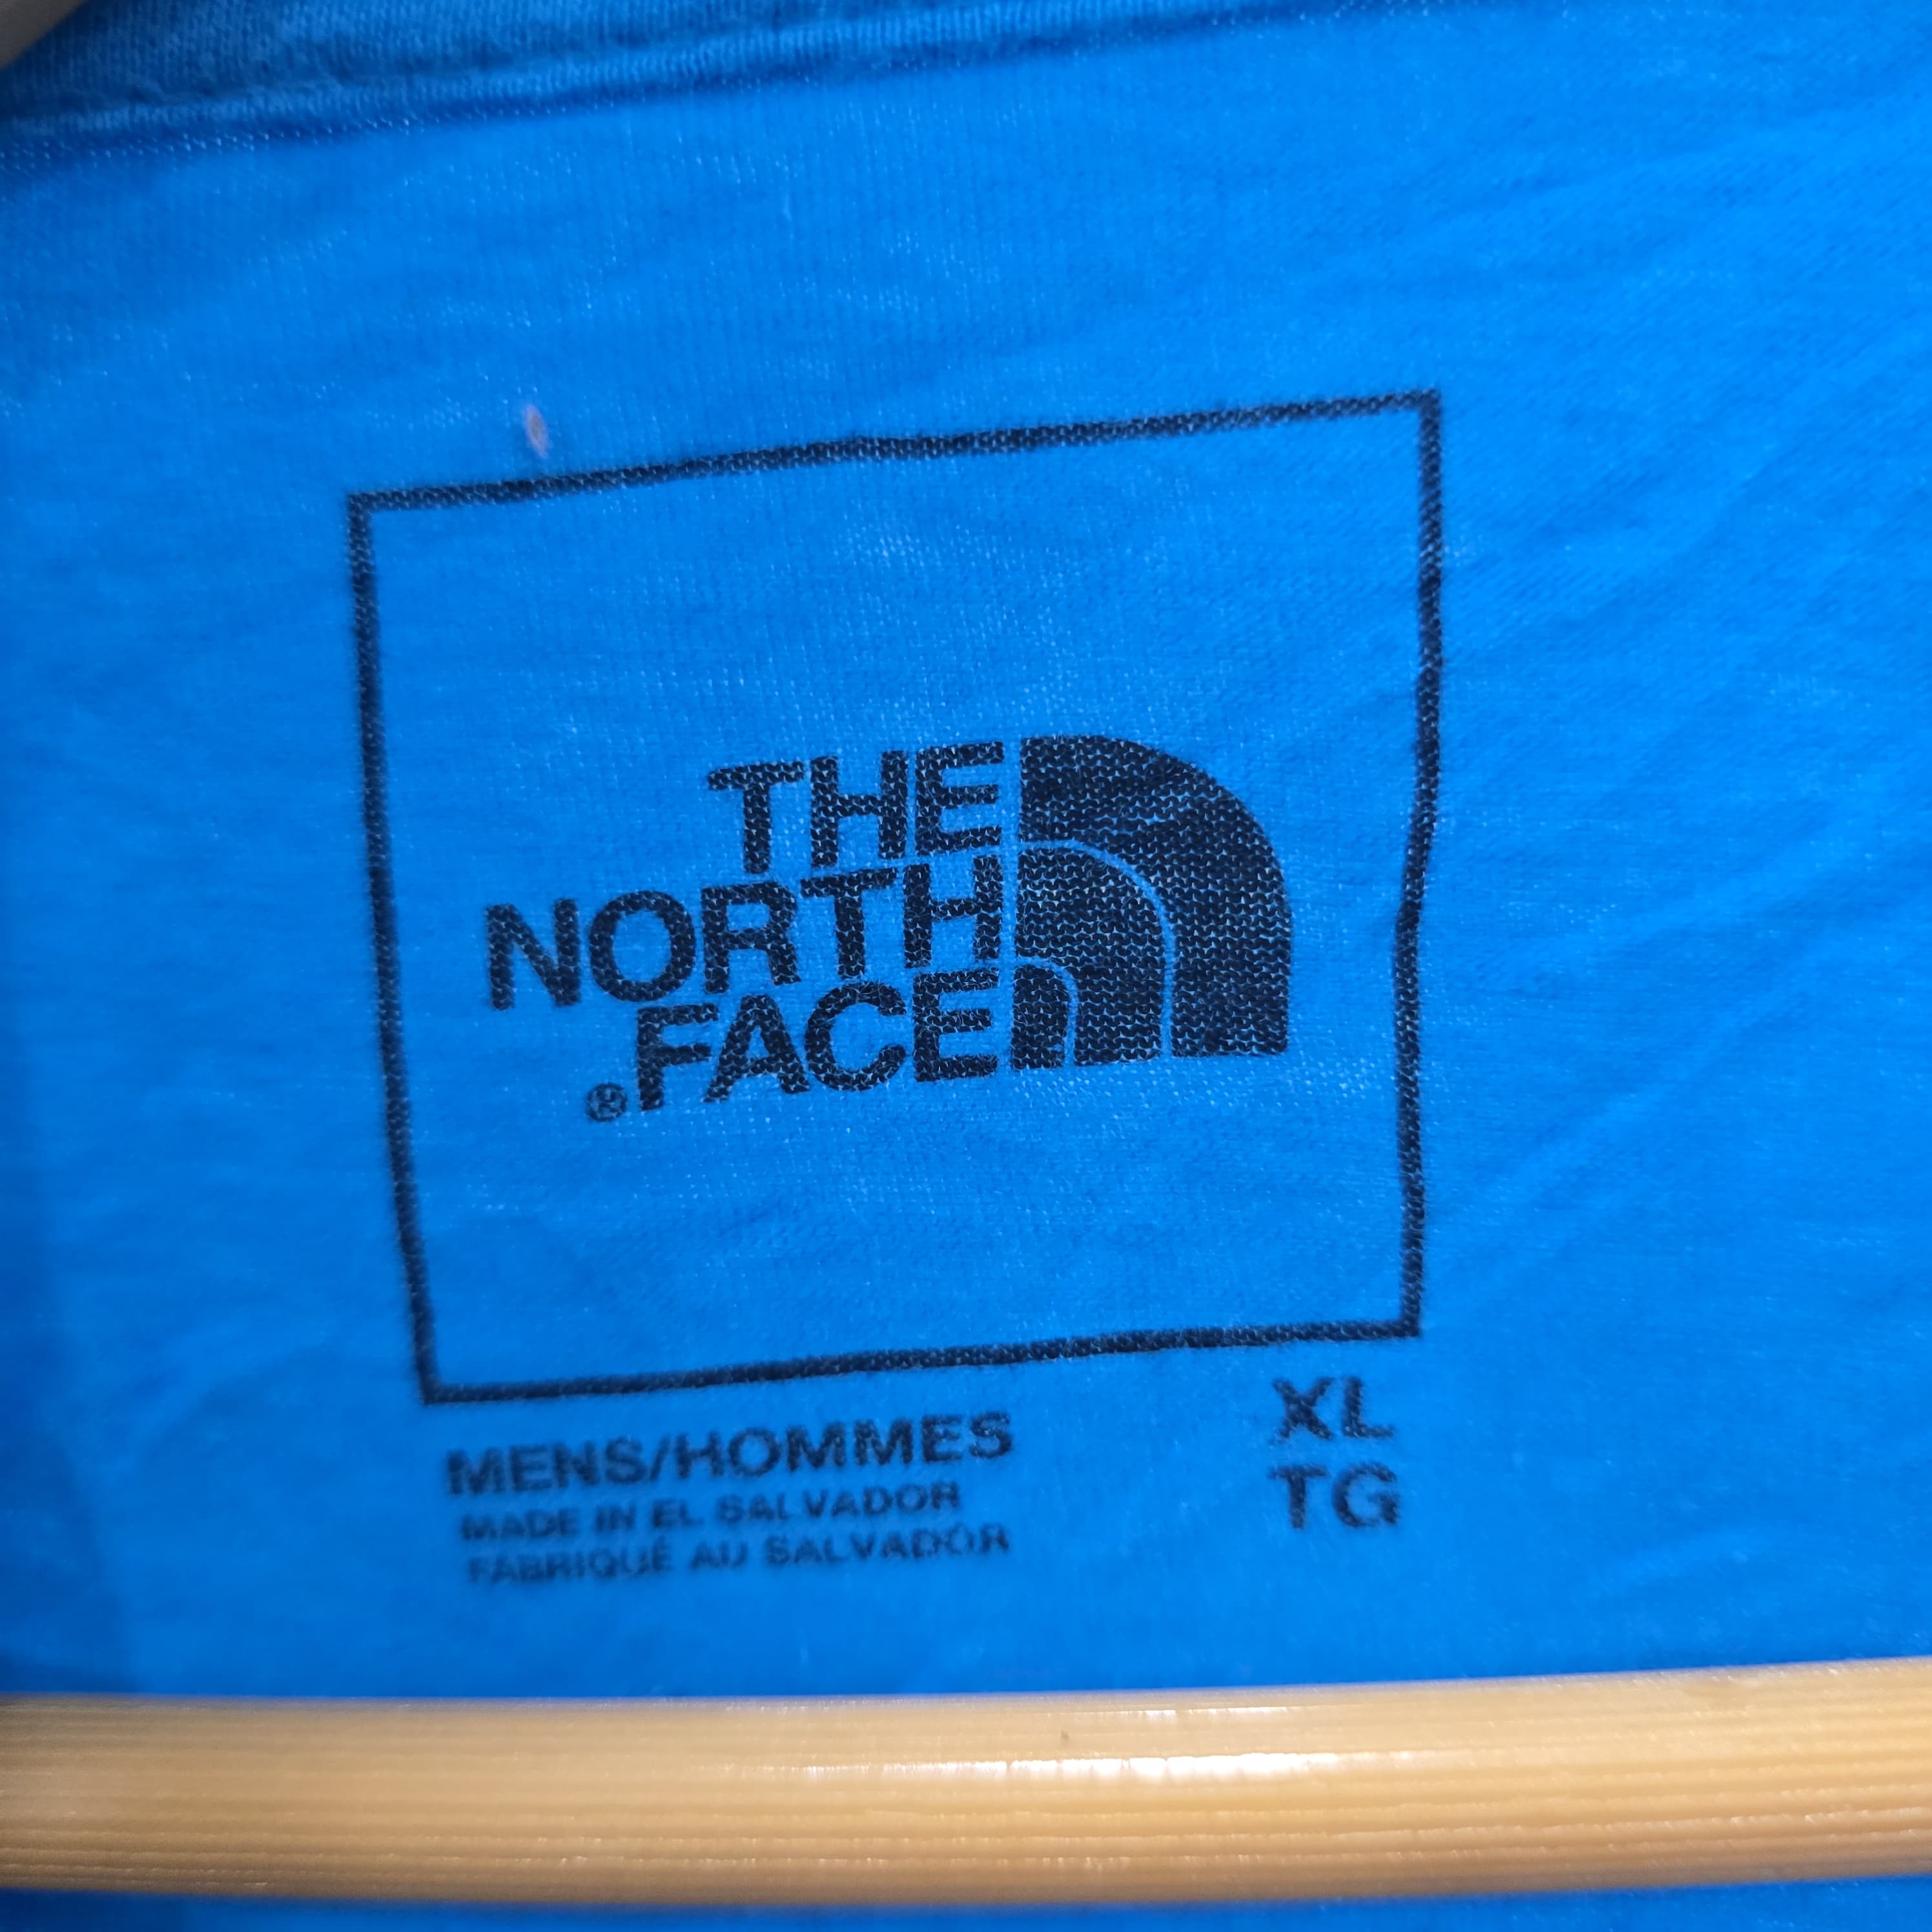 THE
NORTH
FACE
®
MENS/HOMMES
MADE IN EL SALVADOR
FABRIQUÉ AU SALVADOR
XL
TG